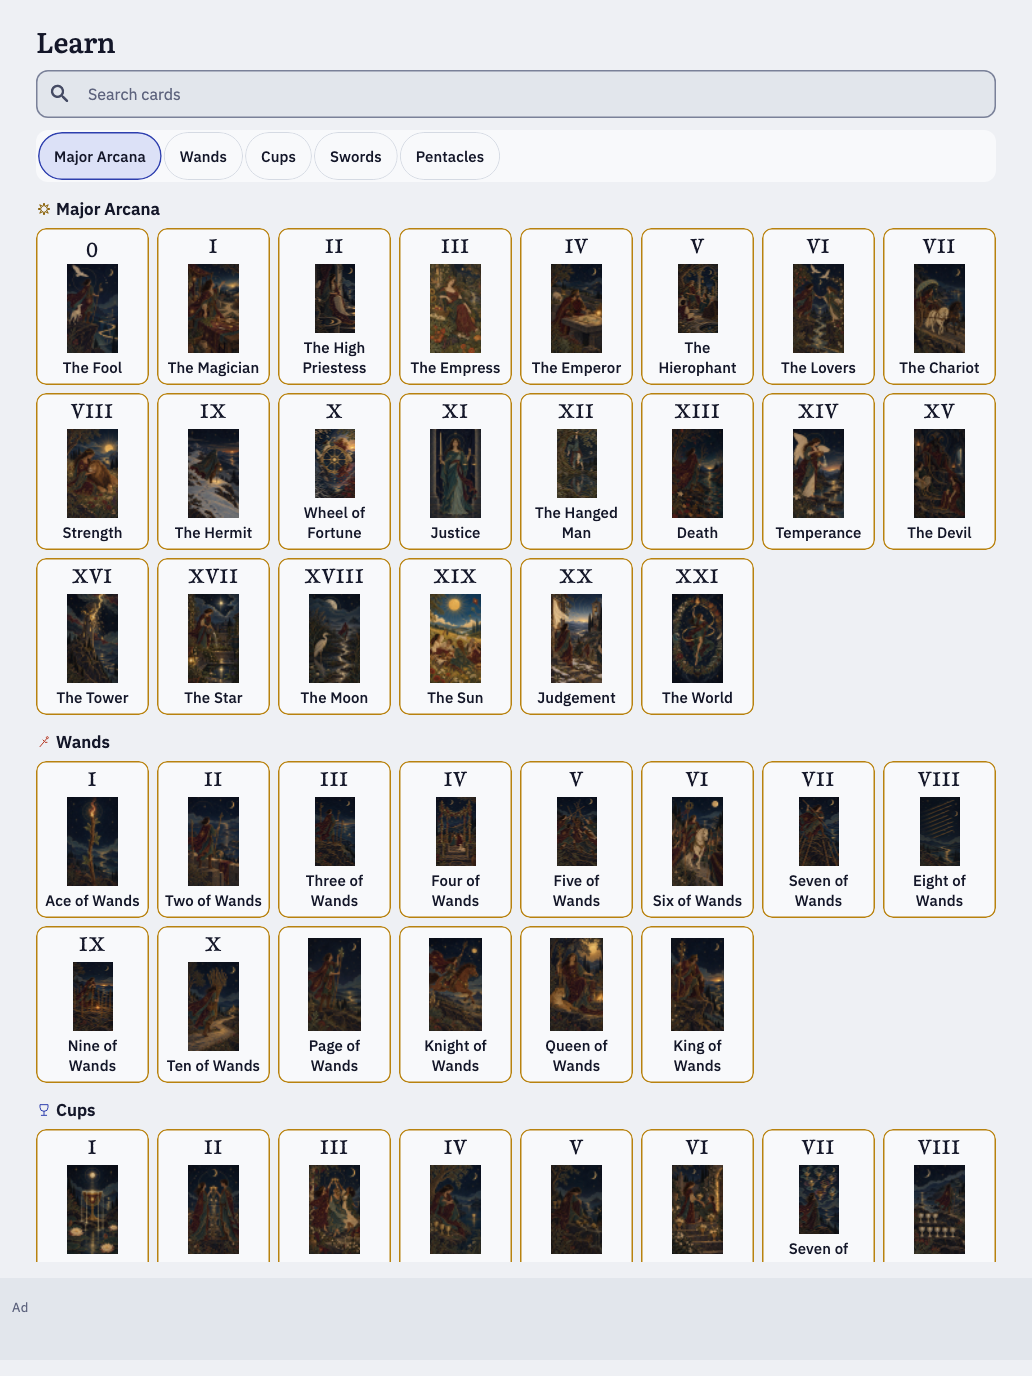 Learn
Search cards
Major Arcana Wands Cups Swords Pentacles
Major Arcana
0 I II III IV V VI VII
The Fool The Magician The High Priestess The Empress The Emperor The Hierophant The Lovers The Chariot
VIII IX X XI XII XIII XIV XV
Strength The Hermit Wheel of Fortune Justice The Hanged Man Death Temperance The Devil
XVI XVII XVIII XIX XX XXI
The Tower The Star The Moon The Sun Judgement The World
Wands
I II III IV V VI VII VIII
Ace of Wands Two of Wands Three of Wands Four of Wands Five of Wands Six of Wands Seven of Wands Eight of Wands
IX X
Nine of Wands Ten of Wands Page of Wands Knight of Wands Queen of Wands King of Wands
Cups
I II III IV V VI VII VIII
Seven of
Ad